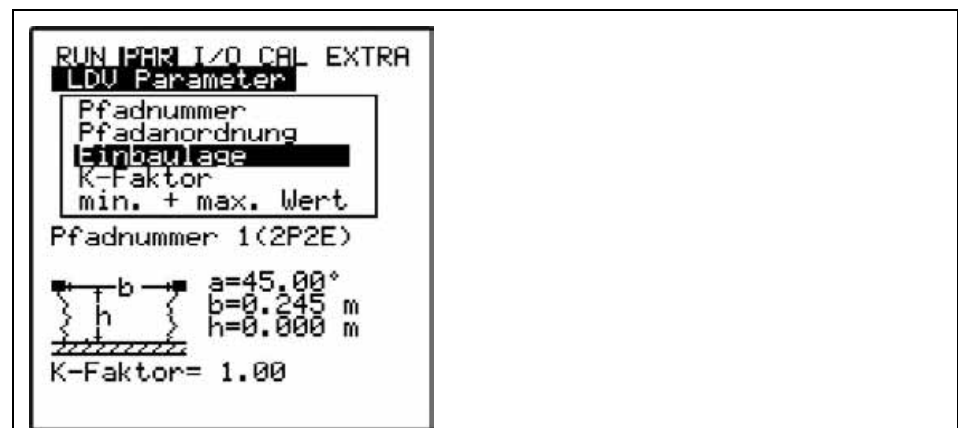 RUN PAR I/O CAL EXTRA
LDV Parameter
Pfadnummer
Pfadanordnung
Einbaulage
K-Faktor
min. + max. Wert
Pfadnummer 1(2P2E)
b
h
a=45.00°
b=0.245 m
h=0.000 m
K-Faktor= 1.00